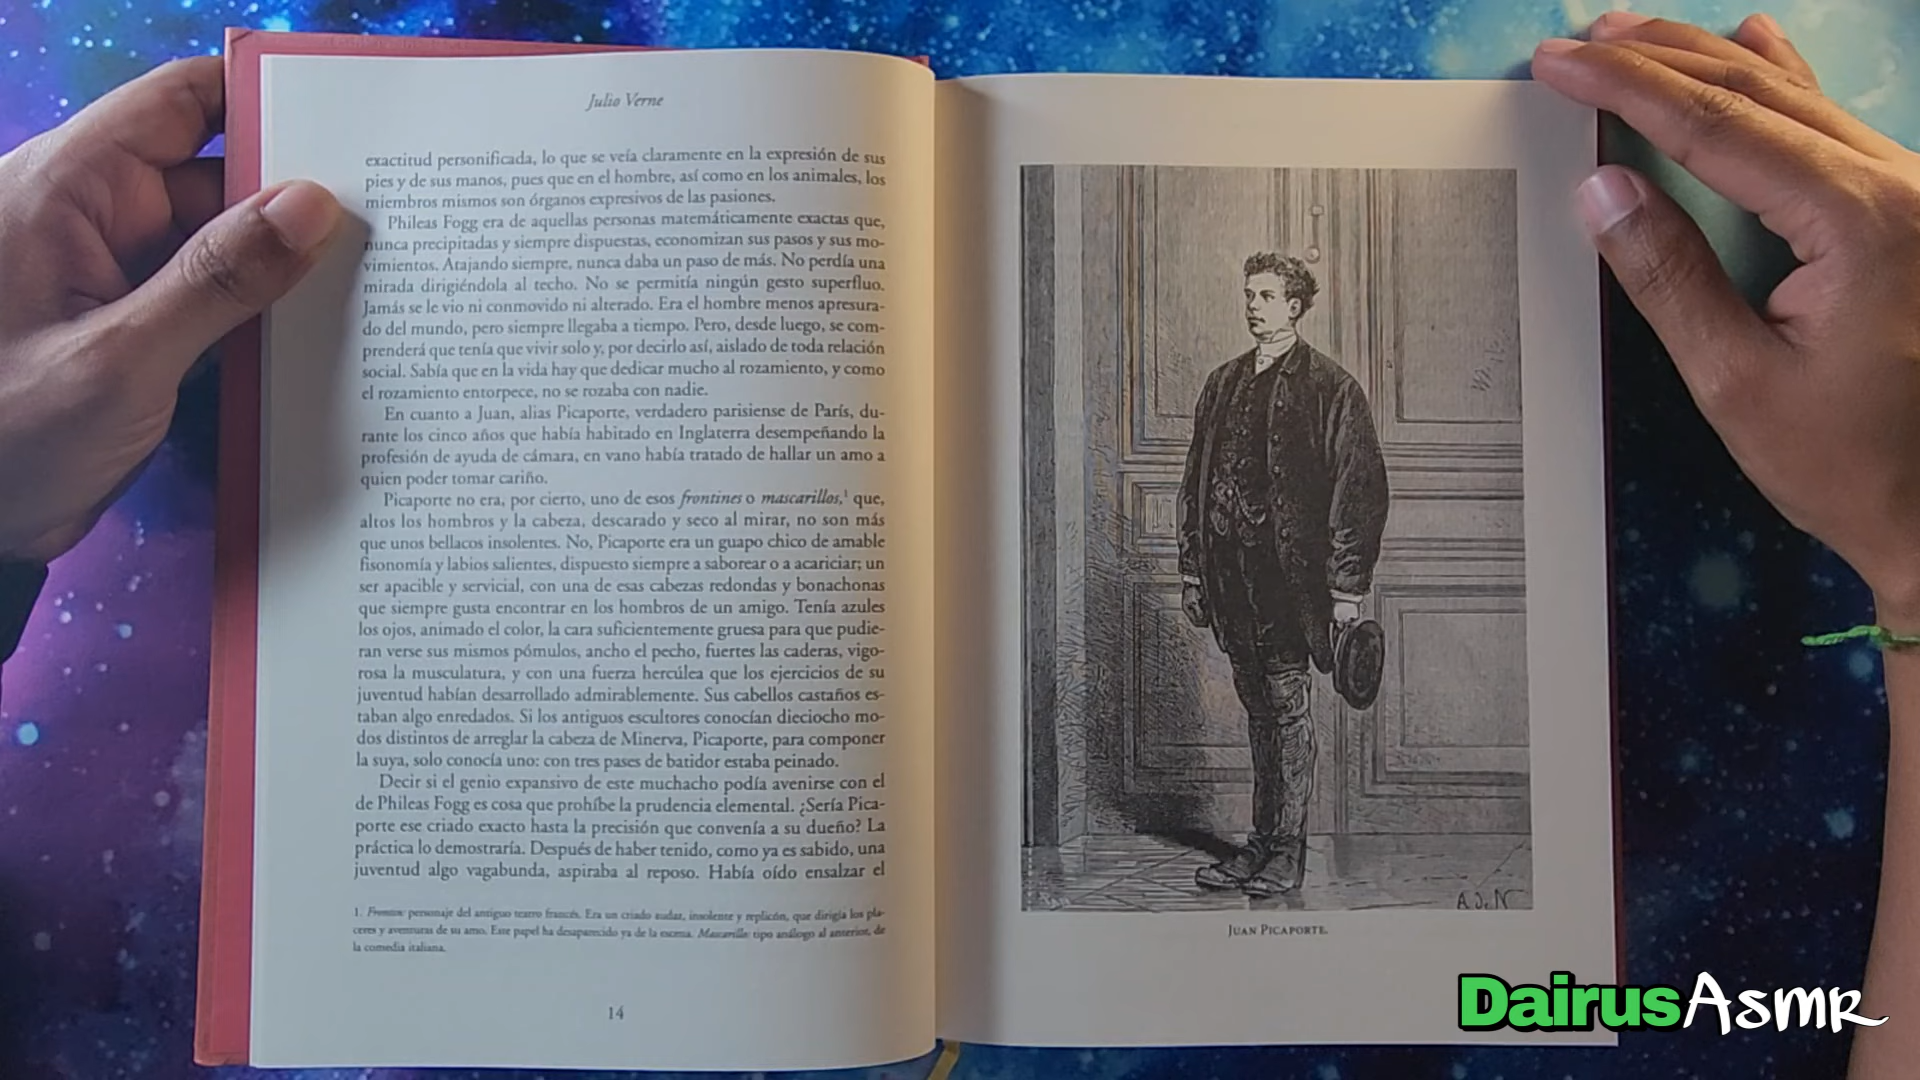 Julio Verne
exactitud personificada, lo que se veía claramente en la expresión de sus
pies y de sus manos, pues que en el hombre, así como en los animales, los
miembros mismos son órganos expresivos de las pasiones.
Phileas Fogg era de aquellas personas matemáticamente exactas que,
nunca precipitadas y siempre dispuestas, economizan sus pasos y sus mo-
vimientos. Atajando siempre, nunca daba un paso de más. No perdía una
mirada dirigiéndola al techo. No se permitía ningún gesto superfluo.
Jamás se le vio ni conmovido ni alterado. Era el hombre menos apresura-
do del mundo, pero siempre llegaba a tiempo. Pero, desde luego, se com-
prenderá que tenía que vivir solo y, por decirlo así, aislado de toda relación
social. Sabía que en la vida hay que dedicar mucho al rozamiento, y como
el rozamiento entorpece, no se rozaba con nadie.
En cuanto a Juan, alias Picaporte, verdadero parisiense de París, du-
rante los cinco años que había habitado en Inglaterra desempeñando la
profesión de ayuda de cámara, en vano había tratado de hallar un amo a
quien poder tomar cariño.
Picaporte no era, por cierto, uno de esos frontines o mascarillos,¹ que,
altos los hombros y la cabeza, descarado y seco al mirar, no son más
que unos bellacos insolentes. No, Picaporte era un guapo chico de amable
fisonomía y labios salientes, dispuesto siempre a saborear o a acariciar; un
ser apacible y servicial, con una de esas cabezas redondas y bonachonas
que siempre gusta encontrar en los hombros de un amigo. Tenía azules
los ojos, animado el color, la cara suficientemente gruesa para que pudie-
ran verse sus mismos pómulos, ancho el pecho, fuertes las caderas, vigo-
rosa la musculatura, y con una fuerza hercúlea que los ejercicios de su
juventud habían desarrollado admirablemente. Sus cabellos castaños es-
taban algo enredados. Si los antiguos escultores conocían dieciocho mo-
dos distintos de arreglar la cabeza de Minerva, Picaporte, para componer
la suya, solo conocía uno: con tres pases de batidor estaba peinado.
Decir si el genio expansivo de este muchacho podía avenirse con el
de Phileas Fogg es cosa que prohíbe la prudencia elemental. ¿Sería Pica-
porte ese criado exacto hasta la precisión que convenía a su dueño? La
práctica lo demostraría. Después de haber tenido, como ya es sabido, una
juventud algo vagabunda, aspiraba al reposo. Había oído ensalzar el
1. Frontin: personaje del antiguo teatro francés. Era un criado audaz, insolente y replicón, que dirigía los pla-
ceres y aventuras de su amo. Este papel ha desaparecido ya de la escena. Mascarillo: tipo análogo al anterior, de
la comedia italiana.
14
A. de N
JUAN PICAPORTE.
DairusAsmr